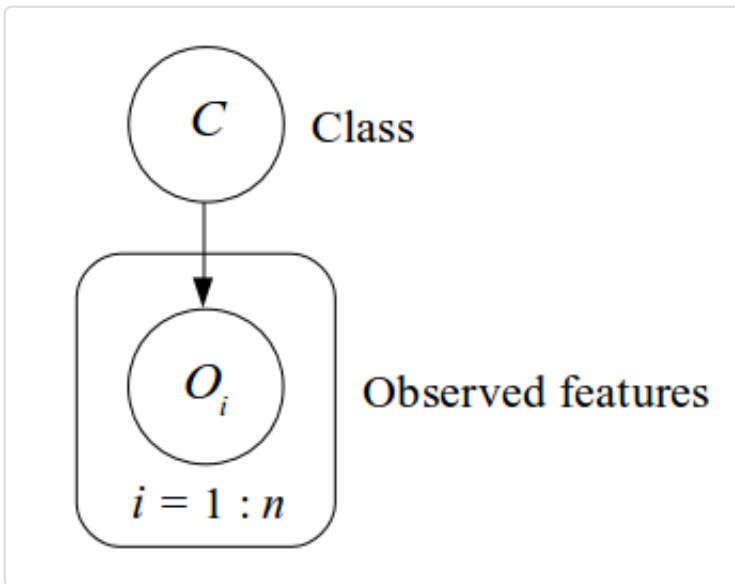 C Class
O_i Observed features
i = 1 : n